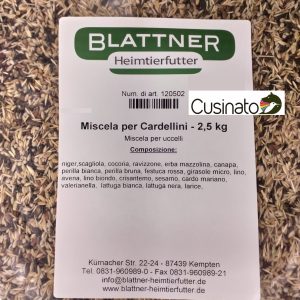 BLATTNER
Heimtierfutter
Num. di art. 120502
Cusinato
Miscela per Cardellini - 2,5 kg
Miscela per uccelli
Composizione:
niger,scagliola, cocoria, ravizzone, erba mazzolina, canapa,
perilla bianca, perilla bruna, festuca rossa, girasole micro, lino,
avena, lino biondo, crisantemo, sesamo, cardo mariano,
valerianella, lattuga bianca, lattuga nera, larice,
Kürnacher Str. 22-24 - 87439 Kempten
Tel. 0831-960989-0 - Fax 0831-960989-21
info@blattner-heimtierfutter.de
www.blattner-heimtierfutter.de